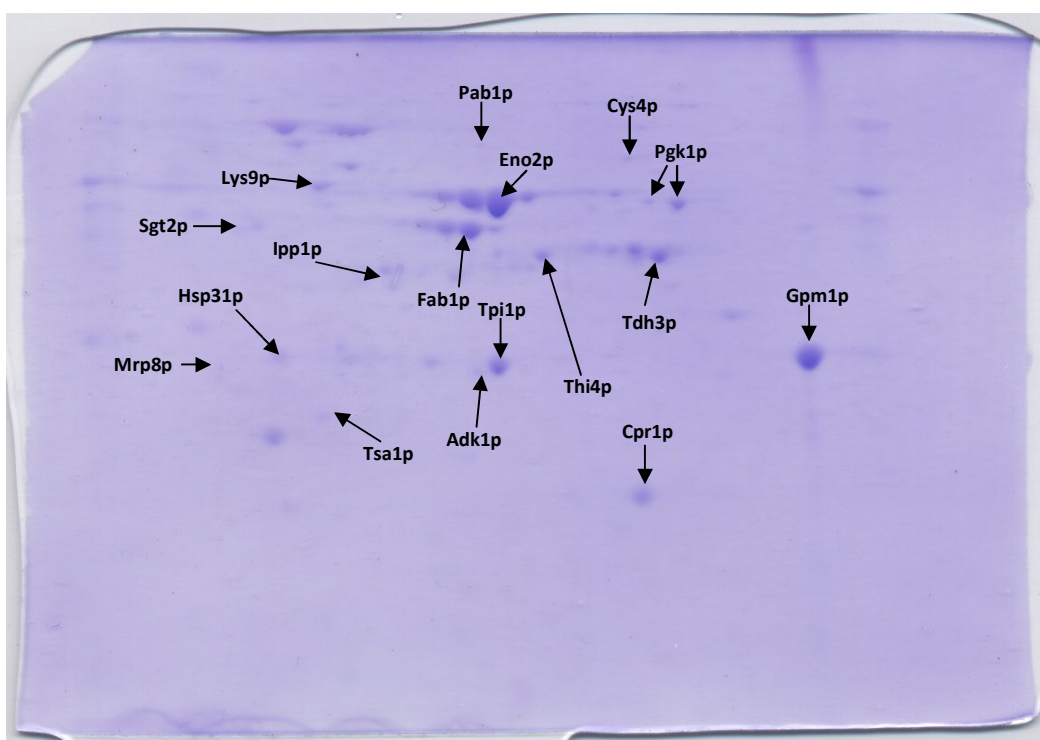 Pab1p
Cys4p
Eno2p
Pgk1p
Lys9p
Sgt2p
Ipp1p
Hsp31p
Fab1p
Tpi1p
Tdh3p
Gpm1p
Mrp8p
Thi4p
Adk1p
Tsa1p
Cpr1p